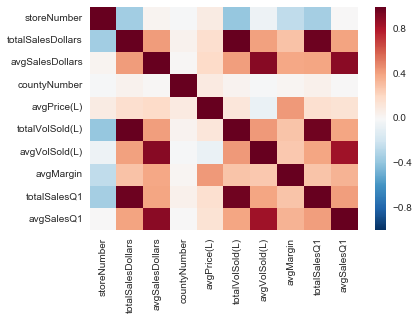 storeNumber
totalSalesDollars
avgSalesDollars
countyNumber
avgPrice(L)
totalVolSold(L)
avgVolSold(L)
avgMargin
totalSalesQ1
avgSalesQ1
storeNumber
totalSalesDollars
avgSalesDollars
countyNumber
avgPrice(L)
totalVolSold(L)
avgVolSold(L)
avgMargin
totalSalesQ1
avgSalesQ1
0.8
0.4
0.0
−0.4
−0.8